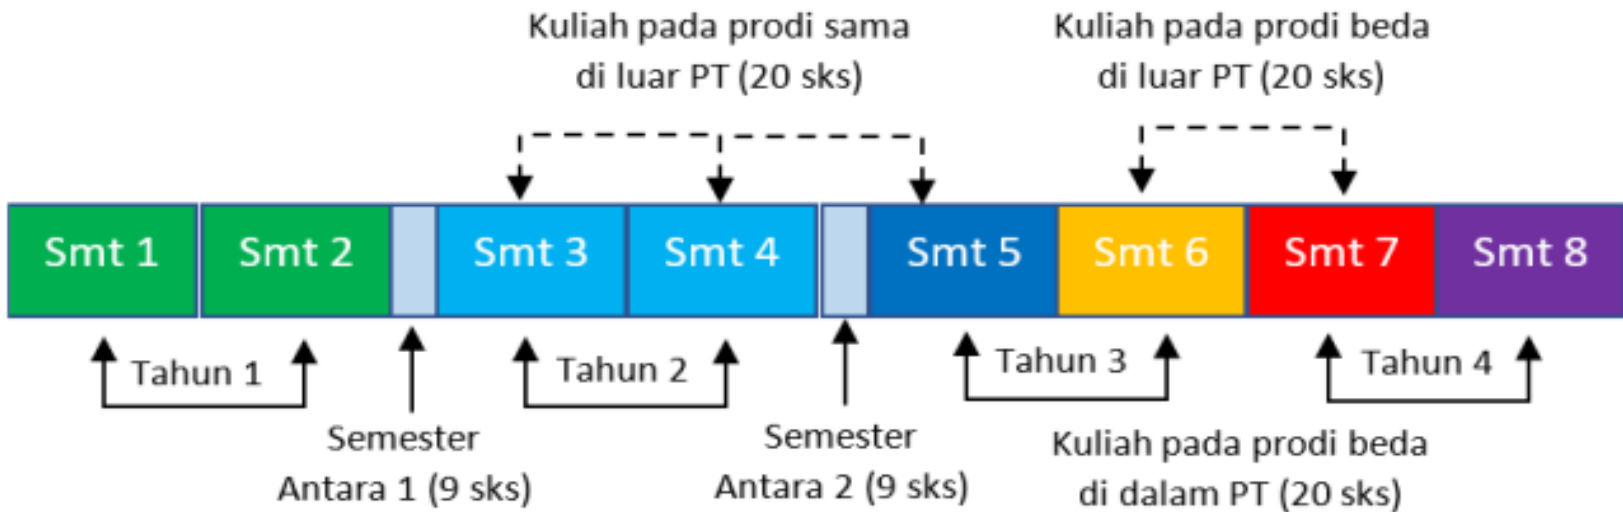 Kuliah pada prodi sama
di luar PT (20 sks)
Kuliah pada prodi beda
di luar PT (20 sks)
Smt 1
Smt 2
Smt 3
Smt 4
Smt 5
Smt 6
Smt 7
Smt 8
Tahun 1
Tahun 2
Tahun 3
Tahun 4
Semester
Antara 1 (9 sks)
Semester
Antara 2 (9 sks)
Kuliah pada prodi beda
di dalam PT (20 sks)